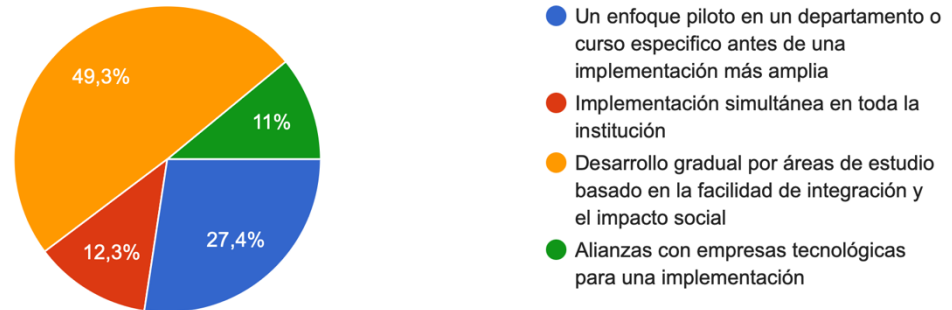 49,3%
11%
12,3%
27,4%
Un enfoque piloto en un departamento o
curso especifico antes de una
implementación más amplia
Implementación simultánea en toda la
institución
Desarrollo gradual por áreas de estudio
basado en la facilidad de integración y
el impacto social
Alianzas con empresas tecnológicas
para una implementación